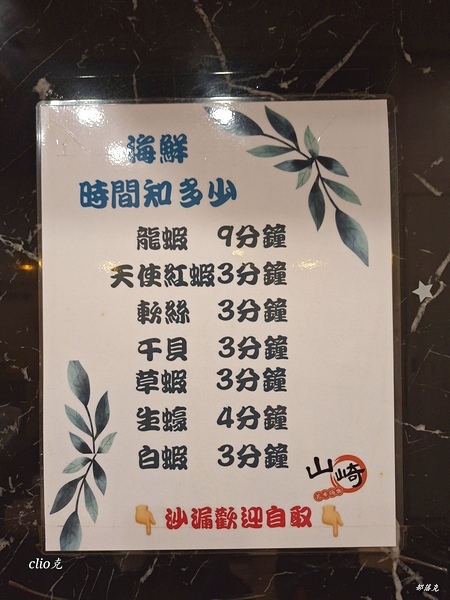 海鮮
時間知多少
龍蝦 9分鐘
天使紅蝦3分鐘
軟絲 3分鐘
干貝 3分鐘
草蝦 3分鐘
生蠔 4分鐘
白蝦 3分鐘
山崎
👇沙漏歡迎自取👇
clio克
部落克